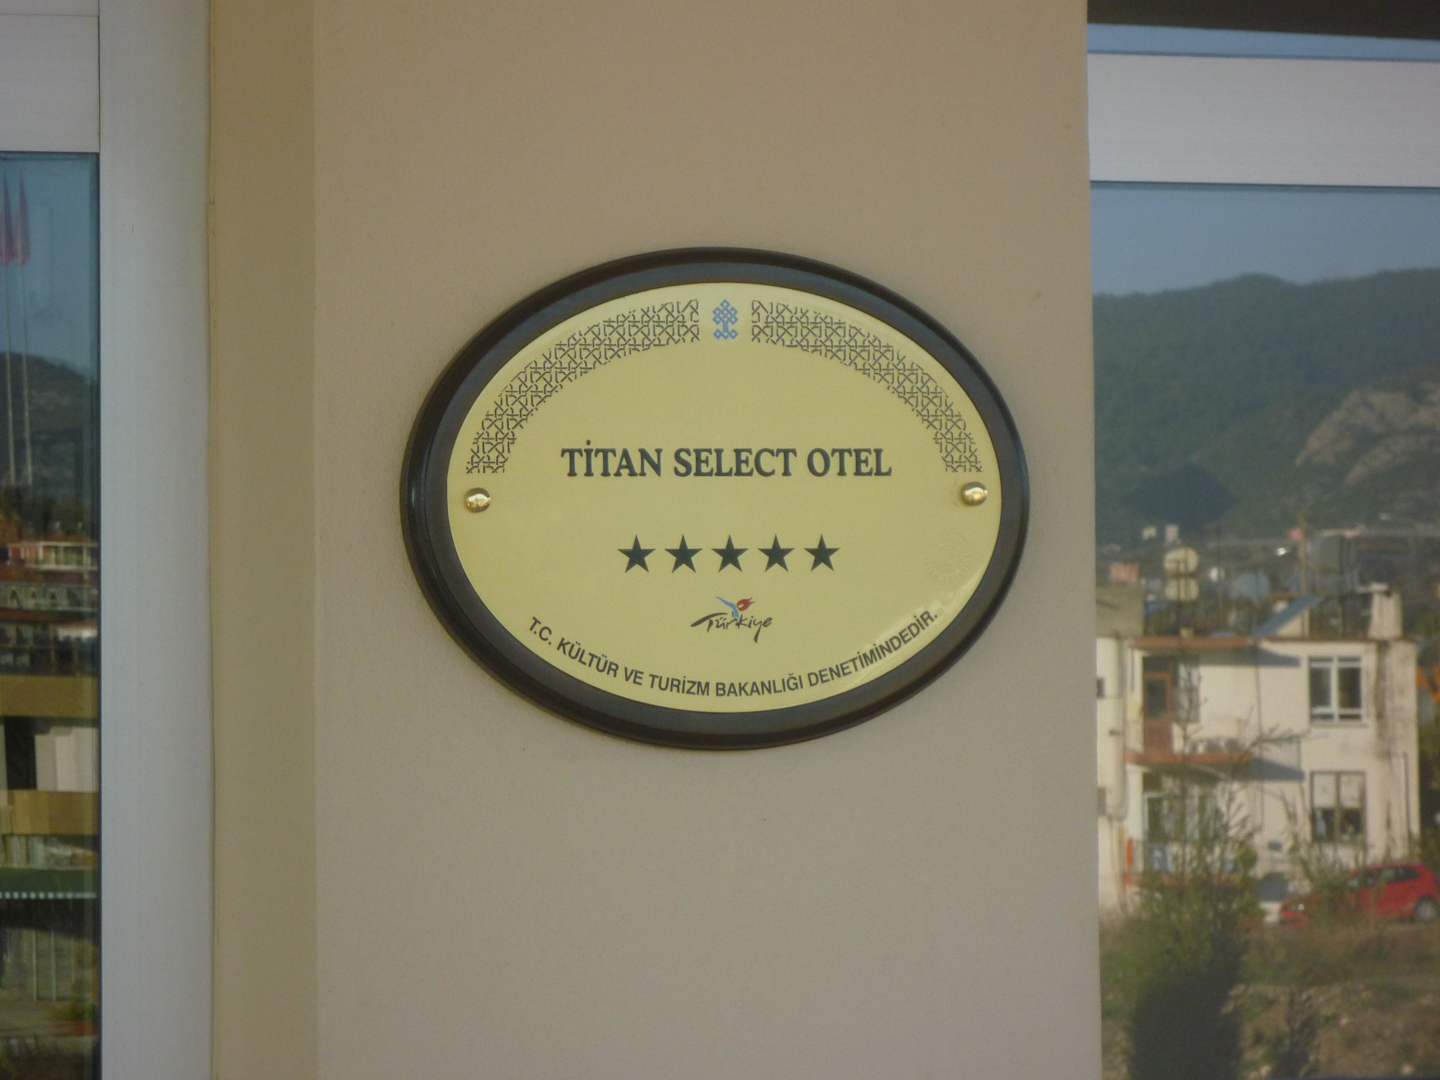 TİTAN SELECT OTEL
★★★★★
Türkiye
T.C. KÜLTÜR VE TURİZM BAKANLIĞI DENETİMİNDEDİR.